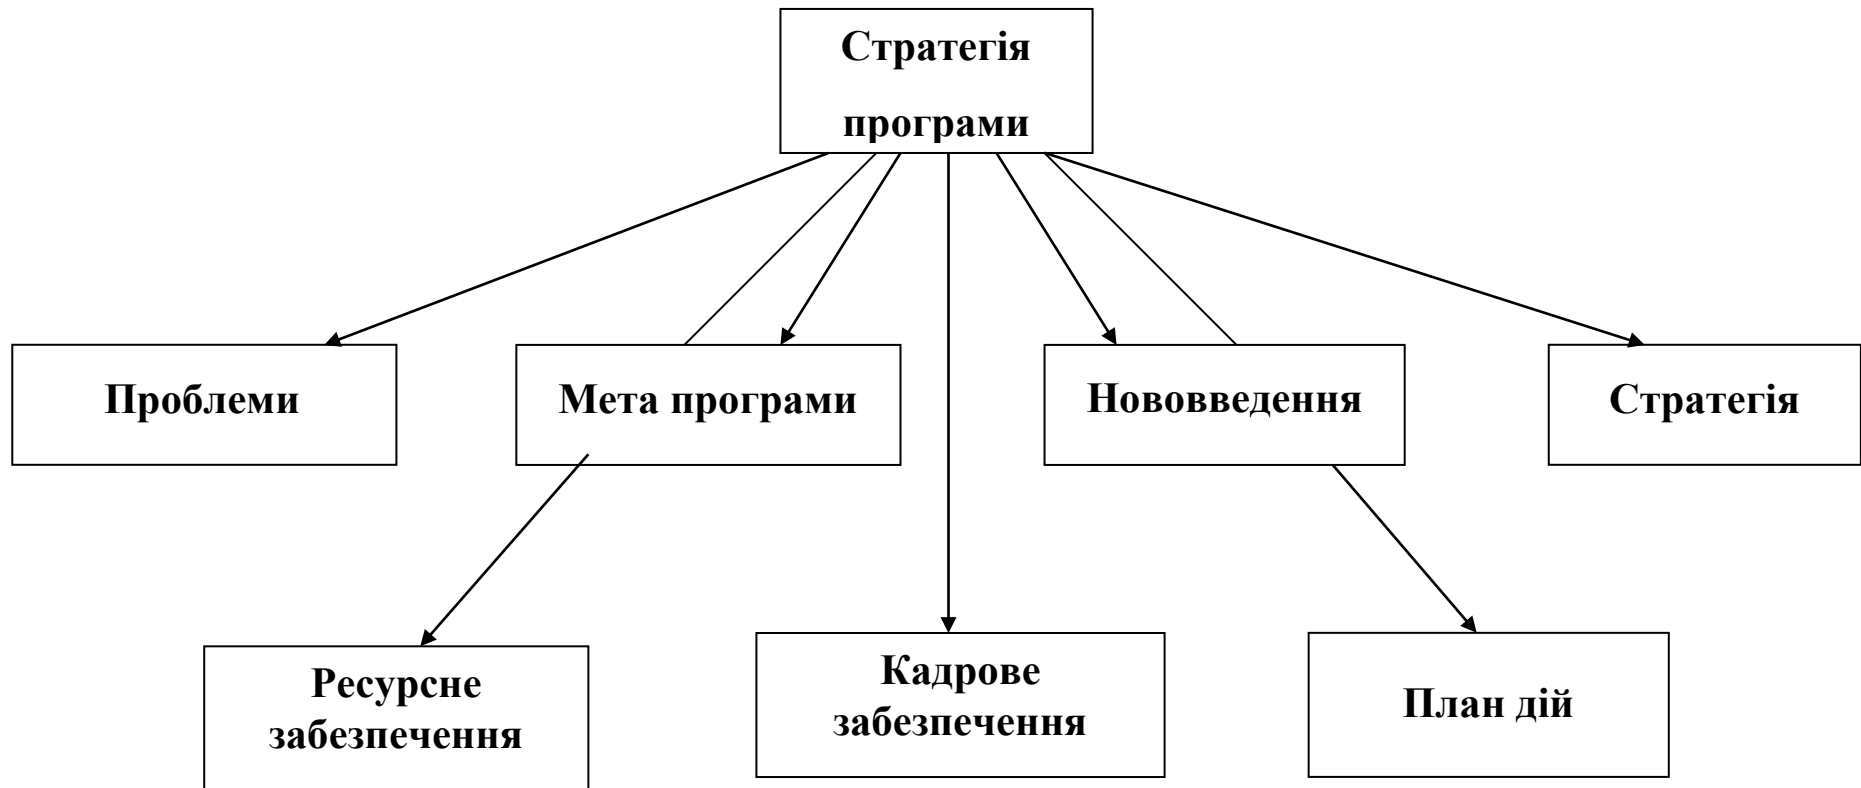 Стратегія
програми
Проблеми
Мета програми
Нововведення
Стратегія
Ресурсне
забезпечення
Кадрове
забезпечення
План дій